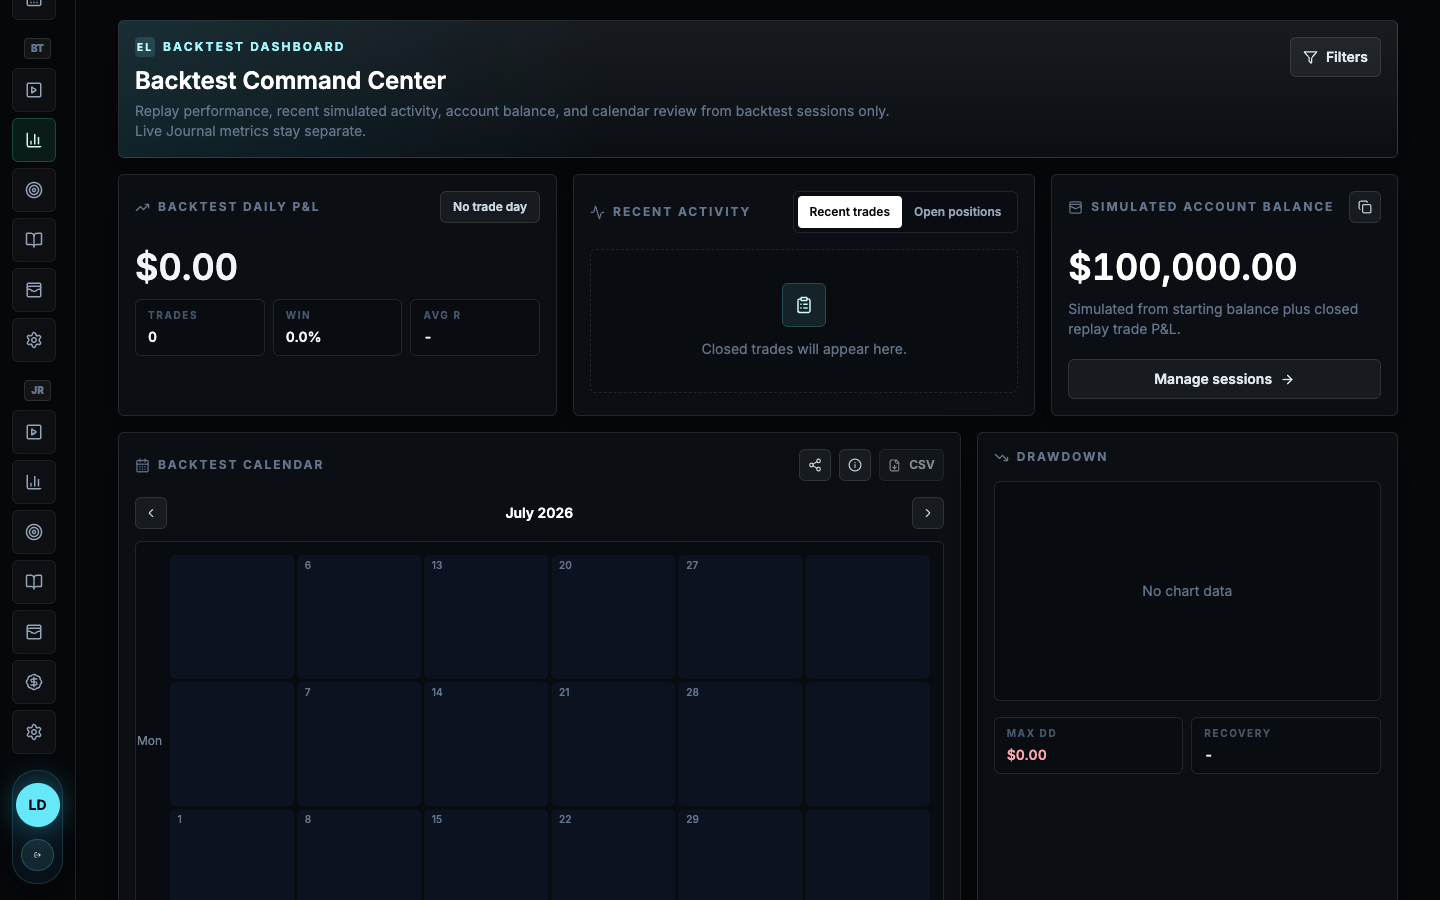 BT
JR
LD
EL BACKTEST DASHBOARD
Backtest Command Center
Replay performance, recent simulated activity, account balance, and calendar review from backtest sessions only.
Live Journal metrics stay separate.
Filters
BACKTEST DAILY P&L
No trade day
$0.00
TRADES
0
WIN
0.0%
AVG R
-
RECENT ACTIVITY
Recent trades
Open positions
Closed trades will appear here.
SIMULATED ACCOUNT BALANCE
$100,000.00
Simulated from starting balance plus closed
replay trade P&L.
Manage sessions →
BACKTEST CALENDAR
CSV
July 2026
6 13 20 27
7 14 21 28
Mon
1 8 15 22 29
DRAWDOWN
No chart data
MAX DD
$0.00
RECOVERY
-